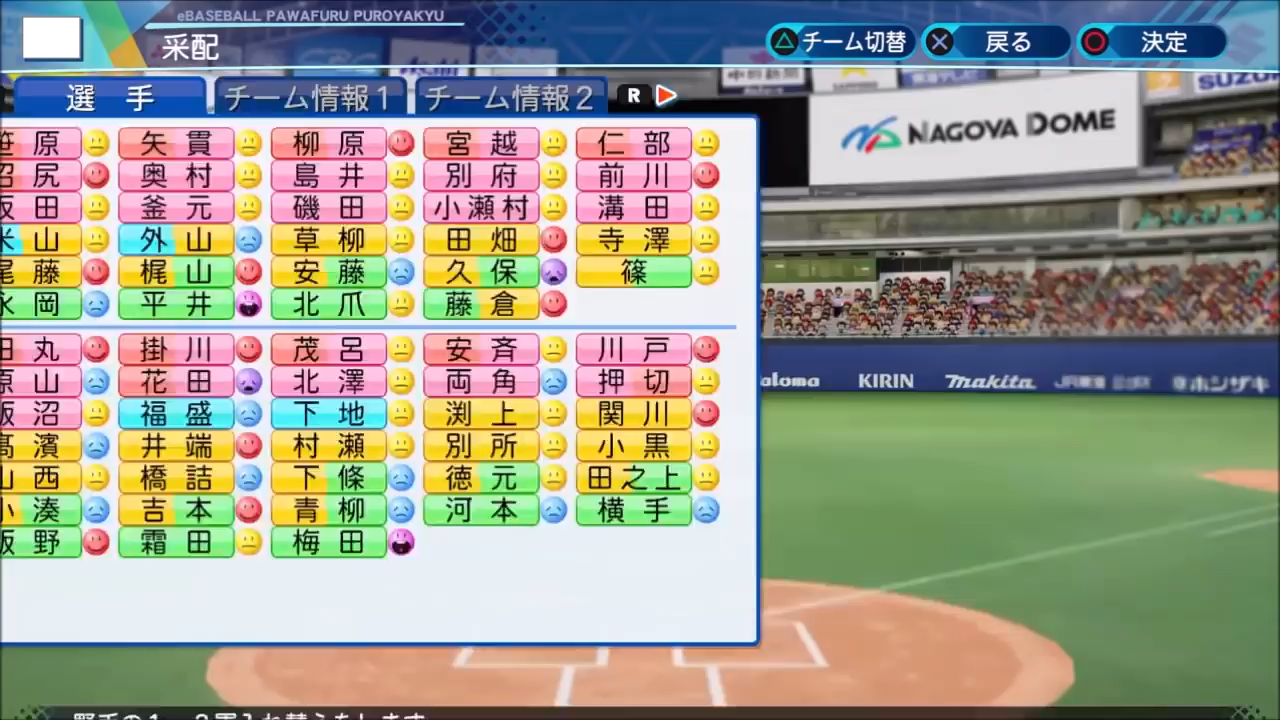 eBASEBALL PAWAFURU PUROYAKYU
采配
チーム切替 戻る 決定
選手 チーム情報1 チーム情報2 R
原 矢貫 柳原 宮越 仁部
尻 奥村 島井 別府 前川
田 釜元 磯田 小瀬村 溝田
山 外山 草柳 田畑 寺澤
藤 梶山 安藤 久保 篠
岡 平井 北爪 藤倉
丸 掛川 茂呂 安斉 川戸
山 花田 北澤 両角 押切
沼 福盛 下地 渕上 関川
濱 井端 村瀬 別所 小黒
西 橋詰 下條 徳元 田之上
湊 吉本 青柳 河本 横手
野 霜田 梅田
NAGOYA DOME
SUZU
KIRIN
Makita
ホシザキ